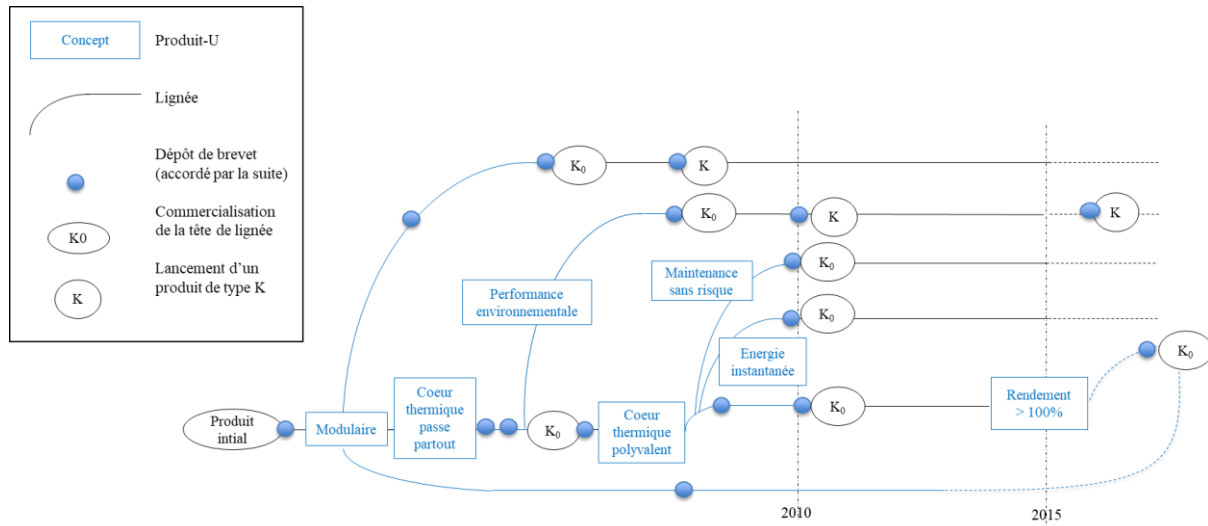 Concept
Produit-U
Lignée
Dépôt de brevet
(accordé par la suite)
K0
Commercialisation
de la tête de lignée
K
Lancement d’un
produit de type K
K₀
K
K₀
K
K
Maintenance
sans risque
K₀
Performance
environnementale
K₀
Energie
instantanée
K₀
Produit
intial
Modulaire
Coeur
thermique
passe
partout
K₀
Coeur
thermique
polyvalent
K₀
Rendement
> 100%
2010
2015